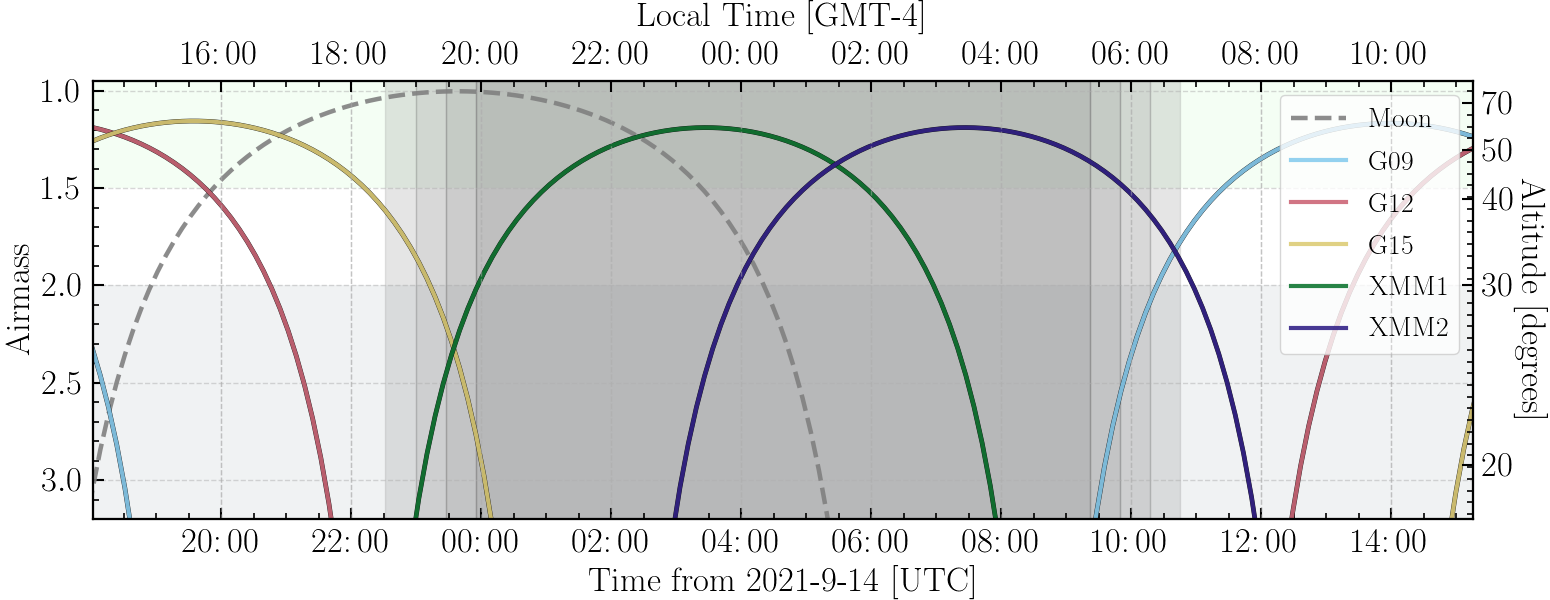 Local Time [GMT-4]
16:00 18:00 20:00 22:00 00:00 02:00 04:00 06:00 08:00 10:00
1.0
1.5
2.0
2.5
3.0
Airmass
70
50
40
30
20
Altitude [degrees]
Moon
G09
G12
G15
XMM1
XMM2
20:00 22:00 00:00 02:00 04:00 06:00 08:00 10:00 12:00 14:00
Time from 2021-9-14 [UTC]